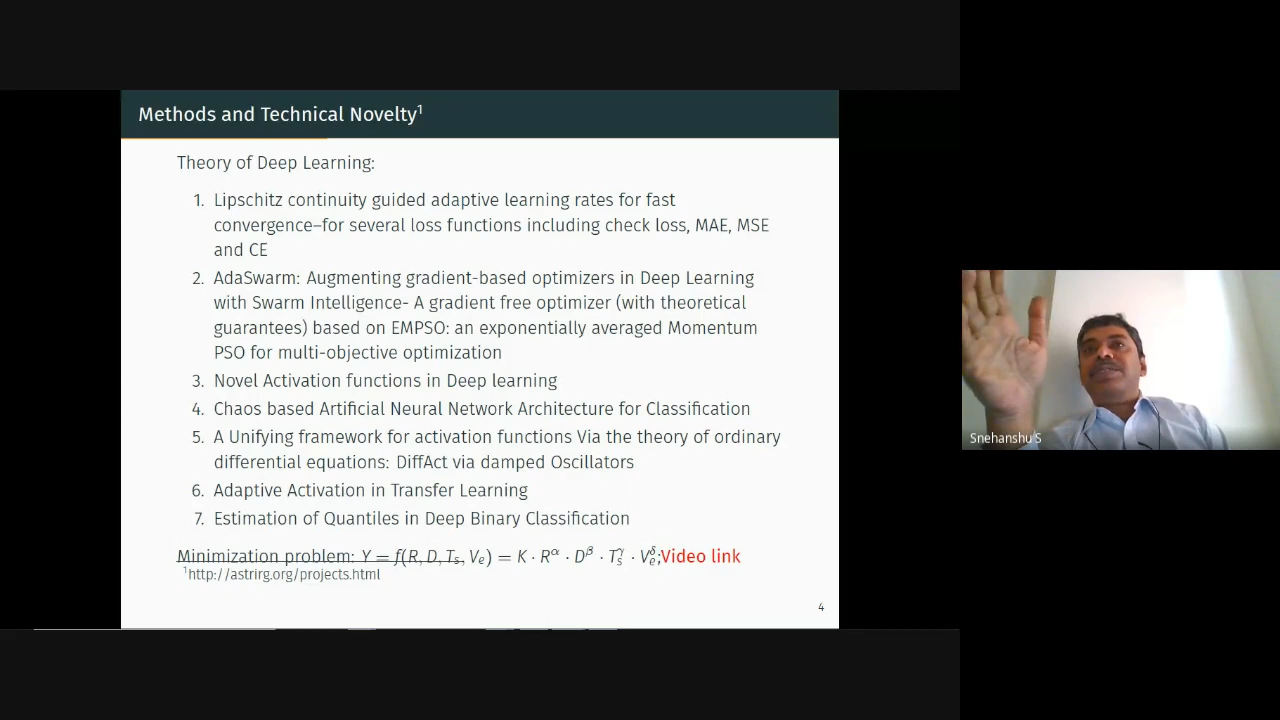 Methods and Technical Novelty¹
Theory of Deep Learning:
1. Lipschitz continuity guided adaptive learning rates for fast
convergence–for several loss functions including check loss, MAE, MSE
and CE
2. AdaSwarm: Augmenting gradient-based optimizers in Deep Learning
with Swarm Intelligence- A gradient free optimizer (with theoretical
guarantees) based on EMPSO: an exponentially averaged Momentum
PSO for multi-objective optimization
3. Novel Activation functions in Deep learning
4. Chaos based Artificial Neural Network Architecture for Classification
5. A Unifying framework for activation functions Via the theory of ordinary
differential equations: DiffAct via damped Oscillators
6. Adaptive Activation in Transfer Learning
7. Estimation of Quantiles in Deep Binary Classification
Minimization problem: Y = f(R, D, Tₛ, Vₑ) = K · R^α · D^β · Tₛ^γ · Vₑ^δ;Video link
¹http://astrirg.org/projects.html
4
Snehanshu S